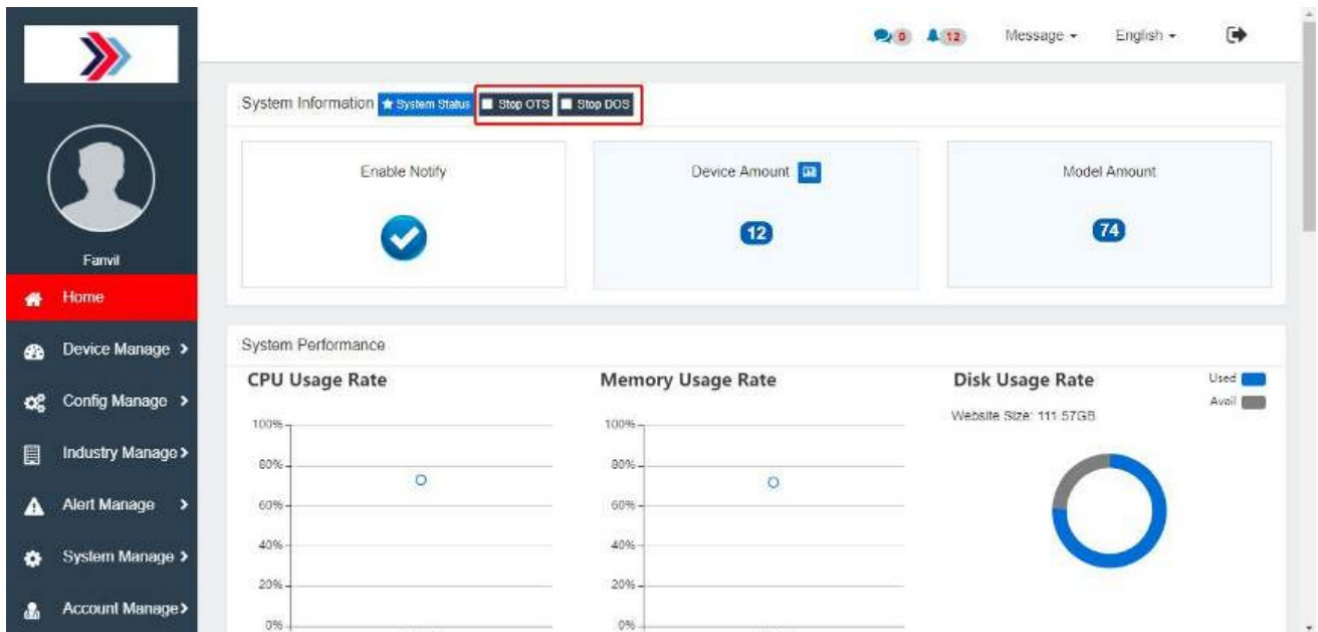 0 12 Message English
System Information System Status Stop OTS Stop DOS
Enable Notify
Device Amount
Model Amount
12
74
Fanvil
Home
Device Manage
Config Manage
Industry Manage
Alert Manage
System Manage
Account Manage
System Performance
CPU Usage Rate
100%
80%
60%
40%
20%
0%
Memory Usage Rate
100%
80%
60%
40%
20%
0%
Disk Usage Rate
Used
Avail
Website Size: 111.57GB